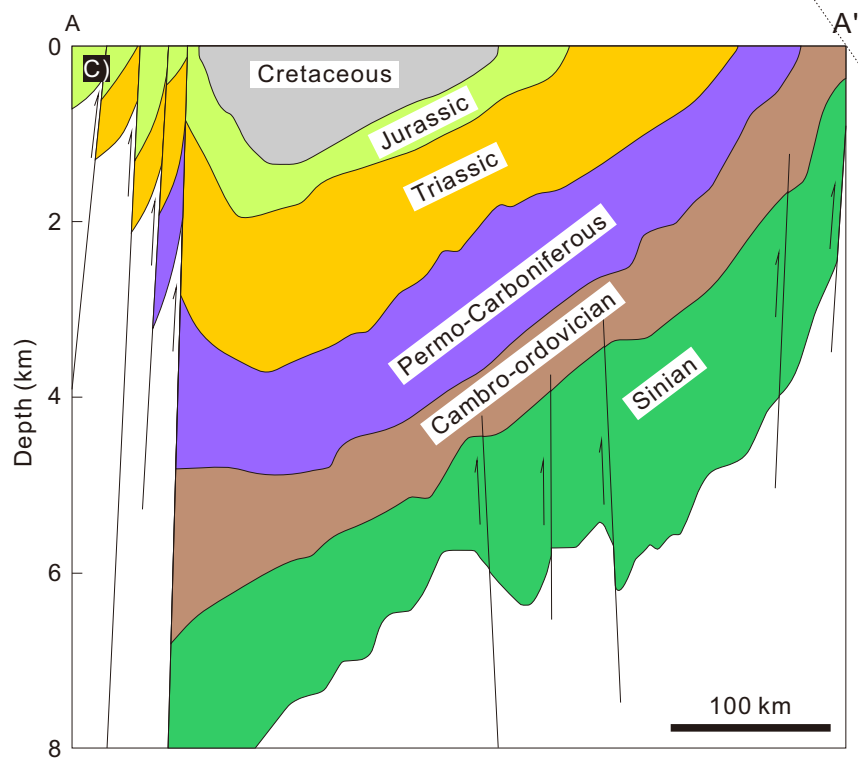 A
A'
0
C)
Cretaceous
Jurassic
Triassic
2
Permo-Carboniferous
Cambro-ordovician
Sinian
4
Depth (km)
6
100 km
8